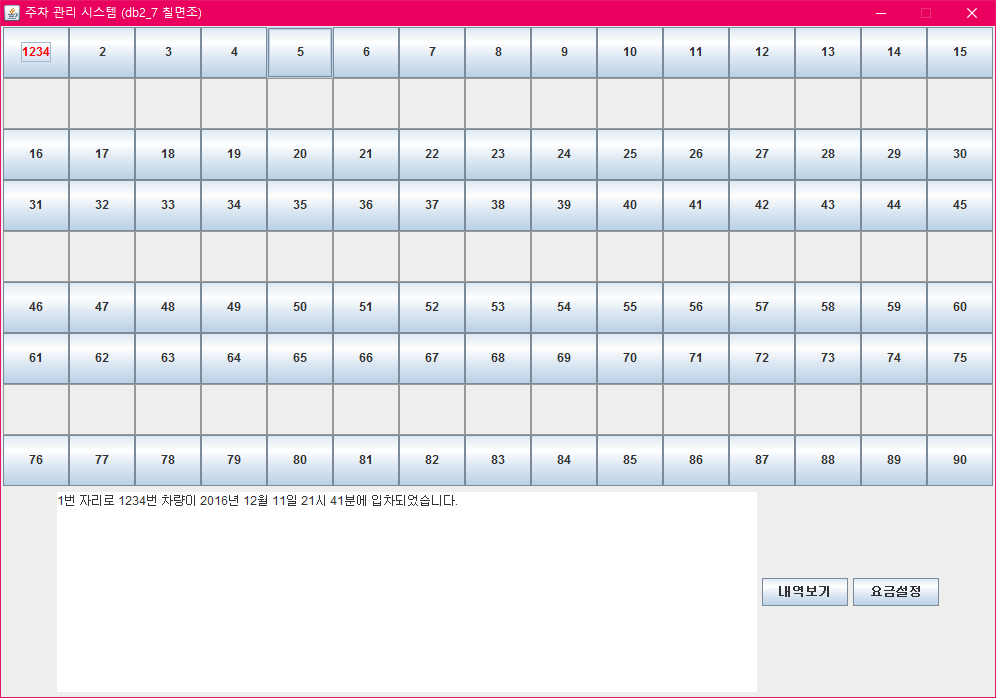 주차 관리 시스템 (db2_7 칠면조)
1234 2 3 4 5 6 7 8 9 10 11 12 13 14 15
16 17 18 19 20 21 22 23 24 25 26 27 28 29 30
31 32 33 34 35 36 37 38 39 40 41 42 43 44 45
46 47 48 49 50 51 52 53 54 55 56 57 58 59 60
61 62 63 64 65 66 67 68 69 70 71 72 73 74 75
76 77 78 79 80 81 82 83 84 85 86 87 88 89 90
1번 자리로 1234번 차량이 2016년 12월 11일 21시 41분에 입차되었습니다.
내역보기 요금설정